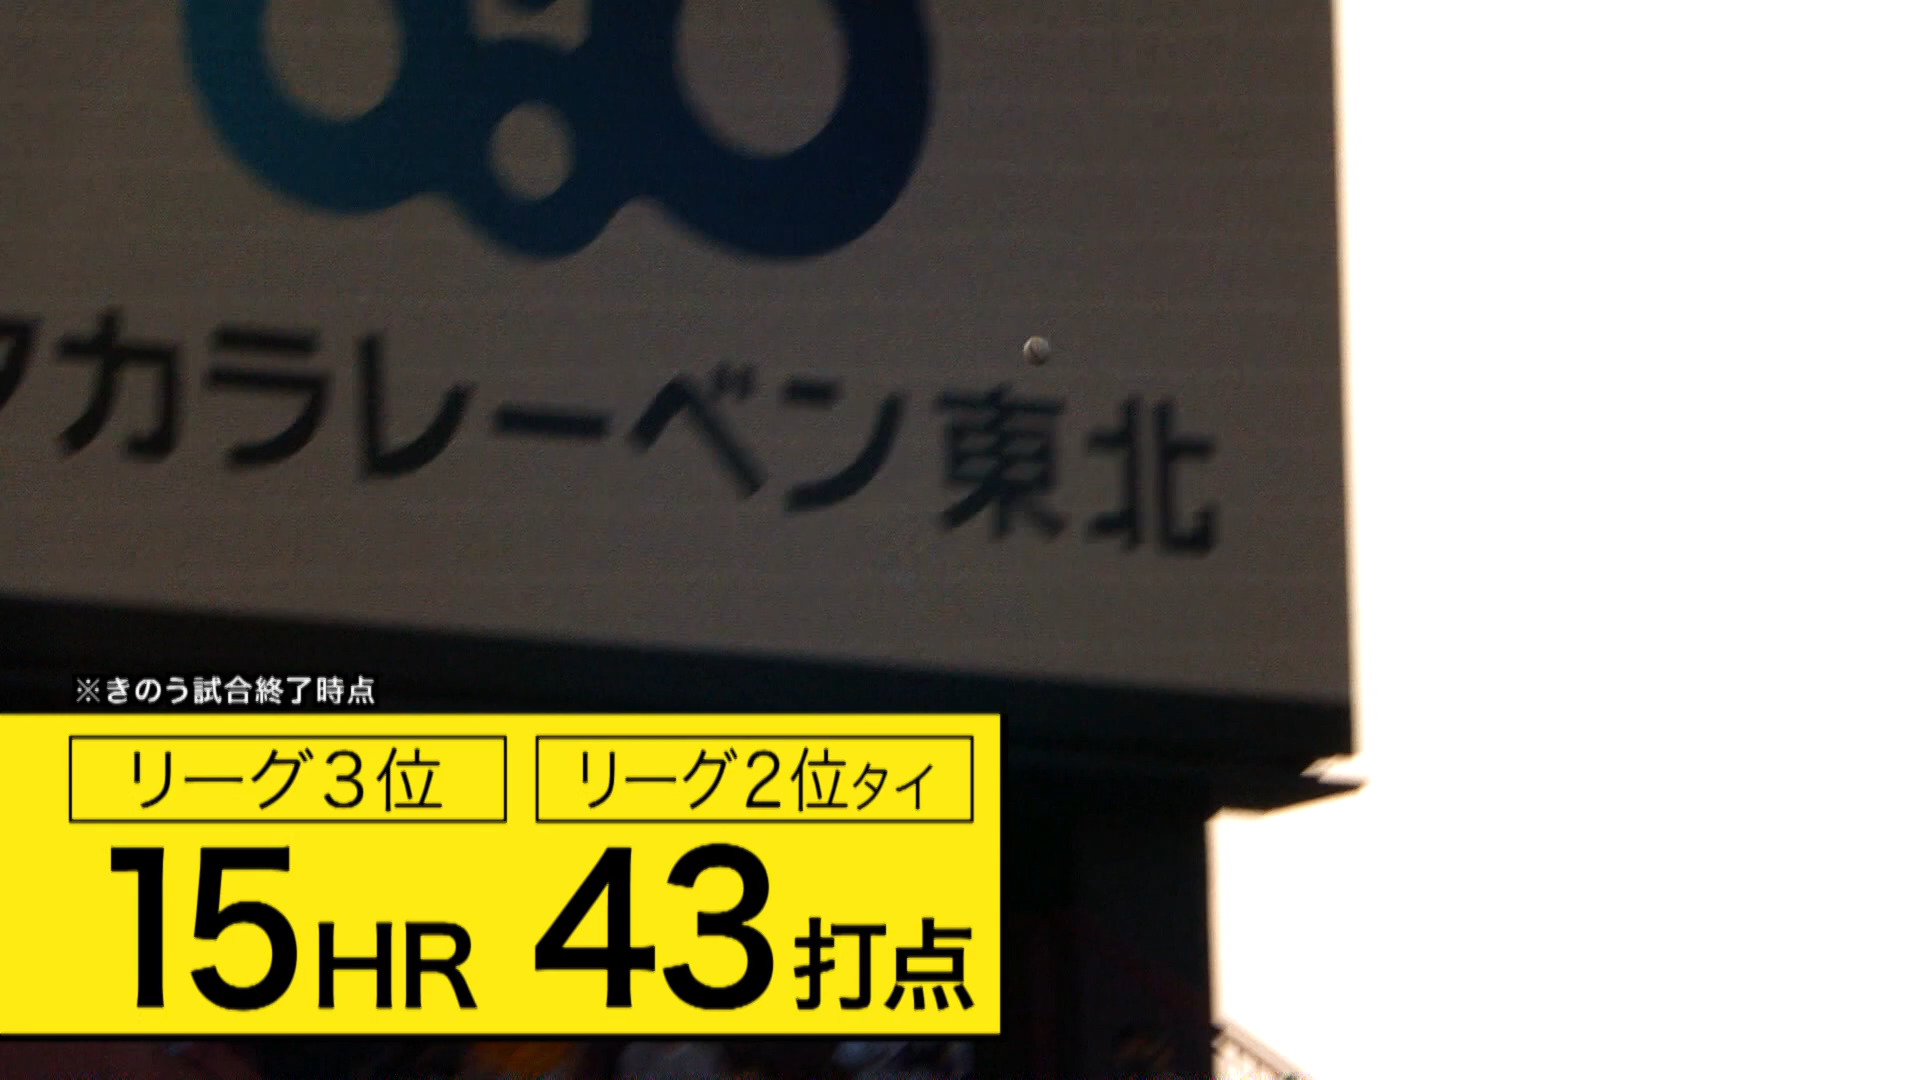 タカラレーベン東北
※きのう試合終了時点
リーグ3位
リーグ2位タイ
15HR
43打点